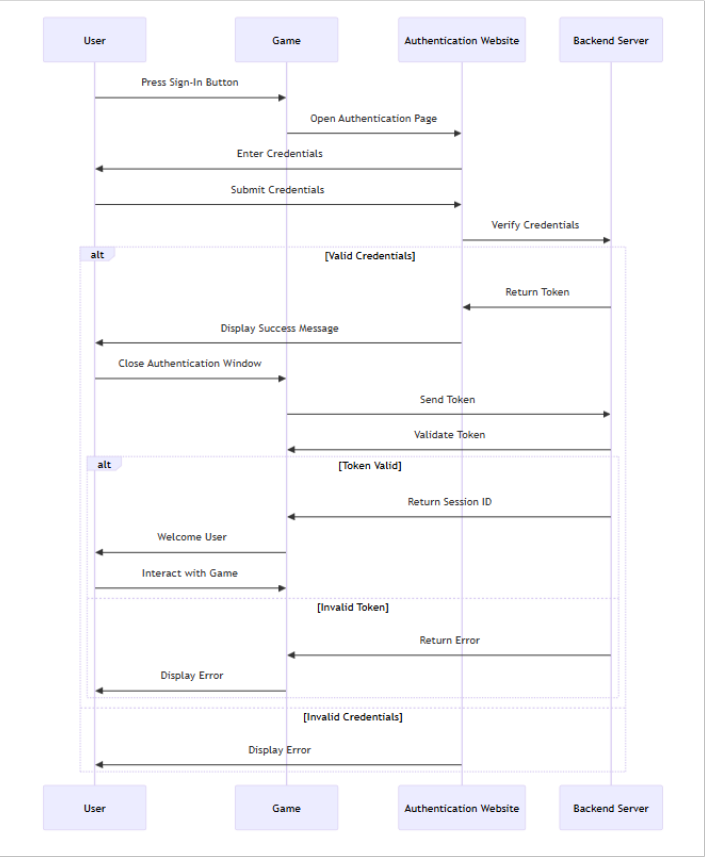 User Game Authentication Website Backend Server
Press Sign-In Button
Open Authentication Page
Enter Credentials
Submit Credentials
Verify Credentials
alt [Valid Credentials]
Return Token
Display Success Message
Close Authentication Window
Send Token
Validate Token
alt [Token Valid]
Return Session ID
Welcome User
Interact with Game
[Invalid Token]
Return Error
Display Error
[Invalid Credentials]
Display Error
User Game Authentication Website Backend Server